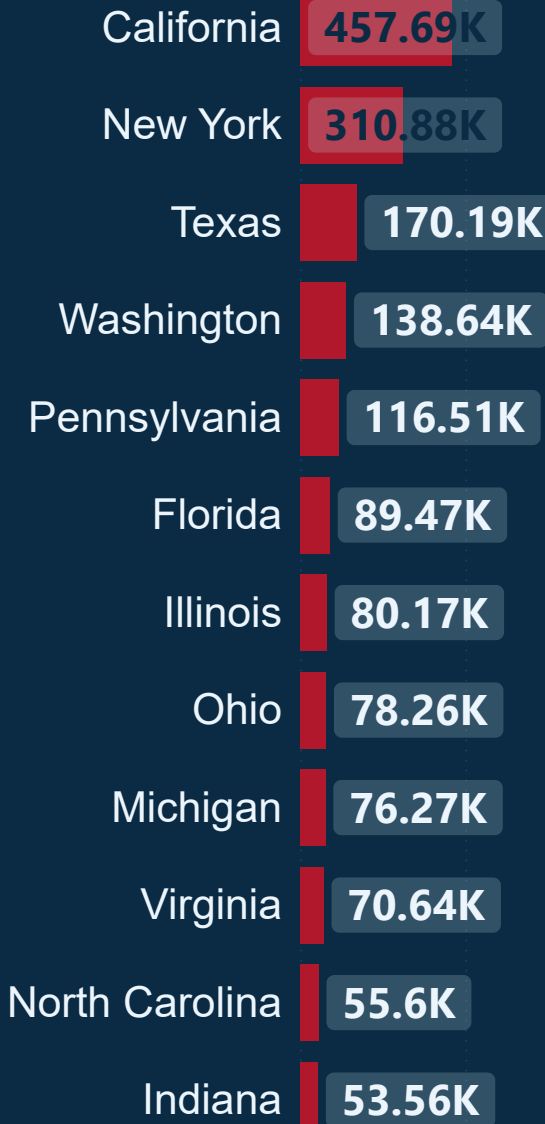 California 457.69K
New York 310.88K
Texas 170.19K
Washington 138.64K
Pennsylvania 116.51K
Florida 89.47K
Illinois 80.17K
Ohio 78.26K
Michigan 76.27K
Virginia 70.64K
North Carolina 55.6K
Indiana 53.56K